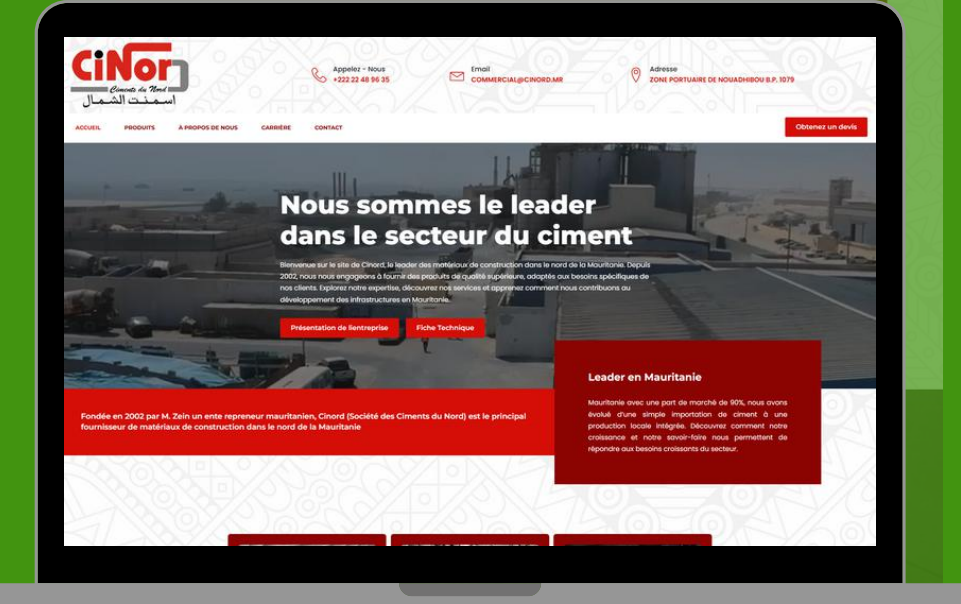 CiNor
Ciments du Nord
اسمنت الشمال
Appelez - Nous
+222 22 48 96 35
Email
COMMERCIAL@CINORD.MR
Adresse
ZONE PORTUAIRE DE NOUADHIBOU B.P. 1079
ACCUEIL PRODUITS À PROPOS DE NOUS CARRIÈRE CONTACT
Obtenez un devis
Nous sommes le leader
dans le secteur du ciment
Bienvenue sur le site de Cinord, le leader des matériaux de construction dans le nord de la Mauritanie. Depuis
2002, nous nous engageons à fournir des produits de qualité supérieure, adaptés aux besoins spécifiques de
nos clients. Explorez notre expertise, découvrez nos services et apprenez comment nous contribuons au
développement des infrastructures en Mauritanie.
Présentation de lientreprise Fiche Technique
Fondée en 2002 par M. Zein un ente repreneur mauritanien, Cinord (Société des Ciments du Nord) est le principal
fournisseur de matériaux de construction dans le nord de la Mauritanie
Leader en Mauritanie
Mauritanie avec une part de marché de 90%, nous avons
évolué d'une simple importation de ciment à une
production locale intégrée. Découvrez comment notre
croissance et notre savoir-faire nous permettent de
répondre aux besoins croissants du secteur.